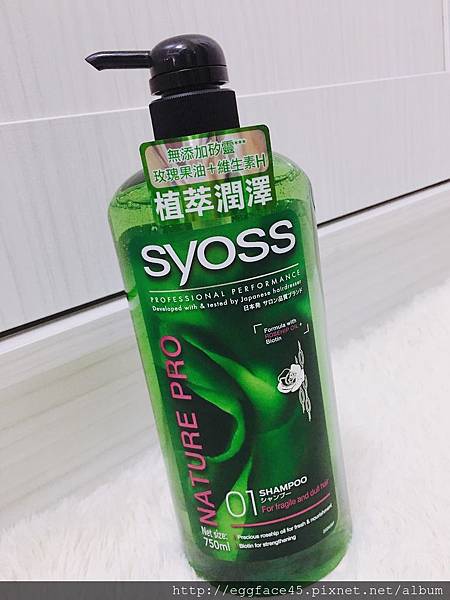 無添加矽靈***
玫瑰果油+維生素H
植萃潤澤
syoss
PROFESSIONAL PERFORMANCE
Developed with & tested by Japanese hairdresser
日本発 サロン品質ブランド
Formula with
ROSEHIP OIL +
Biotin
NATURE PRO
01
SHAMPOO
シャンプー
For fragile and dull hair
Net size:
750ml
Precious rosehip oil for fresh & nourishment
Biotin for strengthening
http://eggface45.pixnet.net/album